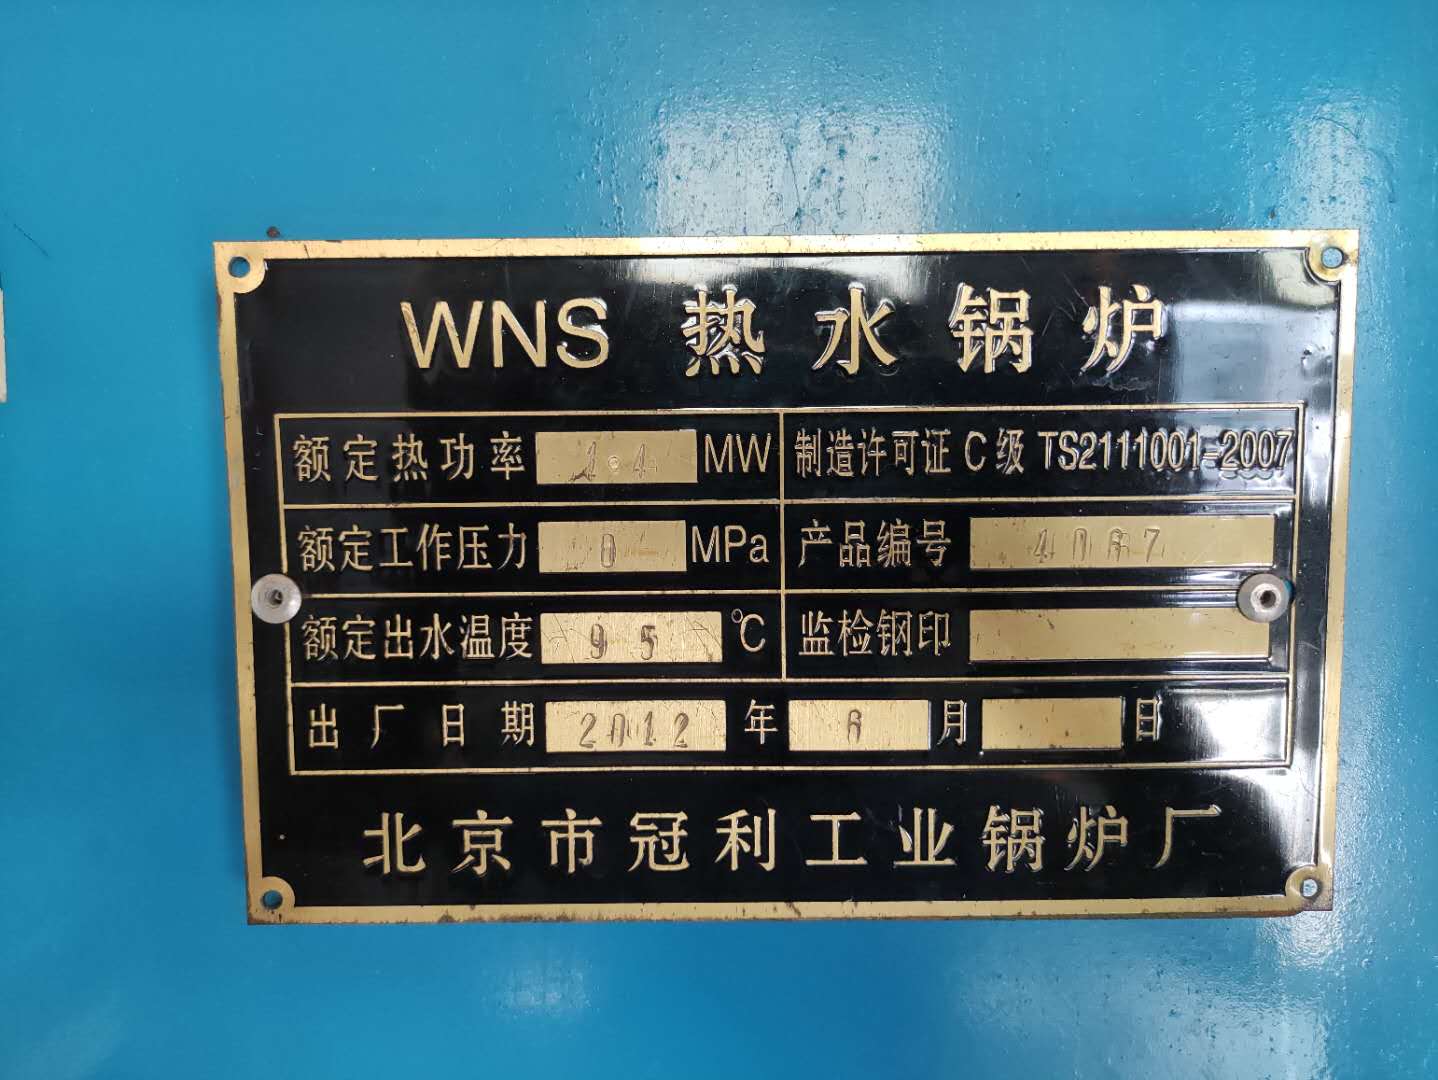 WNS 热水锅炉
额定热功率 1.4 MW 制造许可证 C 级 TS2111001-2007
额定工作压力 0 MPa 产品编号 4067
额定出水温度 95 ℃ 监检钢印
出厂日期 2012 年 6 月 日
北京市冠利工业锅炉厂